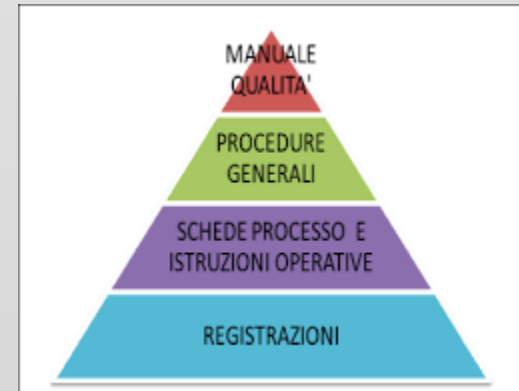 MANUALE
QUALITA'
PROCEDURE
GENERALI
SCHEDE PROCESSO E
ISTRUZIONI OPERATIVE
REGISTRAZIONI